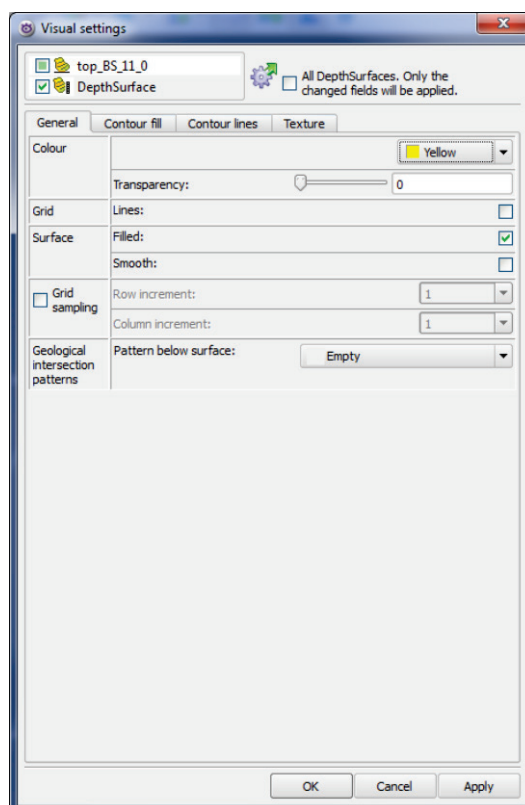 Visual settings
top_BS_11_0
DepthSurface
All DepthSurfaces. Only the
changed fields will be applied.
General Contour fill Contour lines Texture
Colour Yellow
Transparency: 0
Grid Lines:
Surface Filled:
Smooth:
Grid
sampling
Row increment: 1
Column increment: 1
Geological
intersection
patterns
Pattern below surface: Empty
OK Cancel Apply